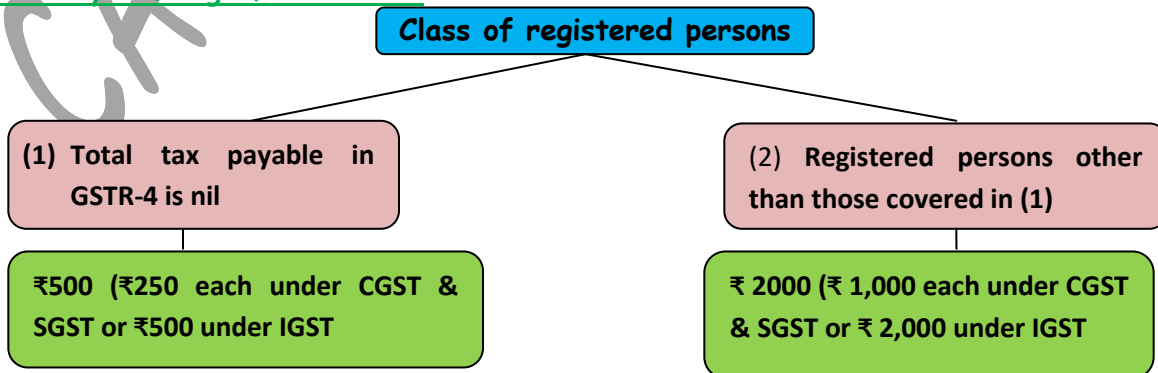 Class of registered persons
(1) Total tax payable in
GSTR-4 is nil
(2) Registered persons other
than those covered in (1)
₹500 (₹250 each under CGST &
SGST or ₹500 under IGST
₹ 2000 (₹ 1,000 each under CGST
& SGST or ₹ 2,000 under IGST